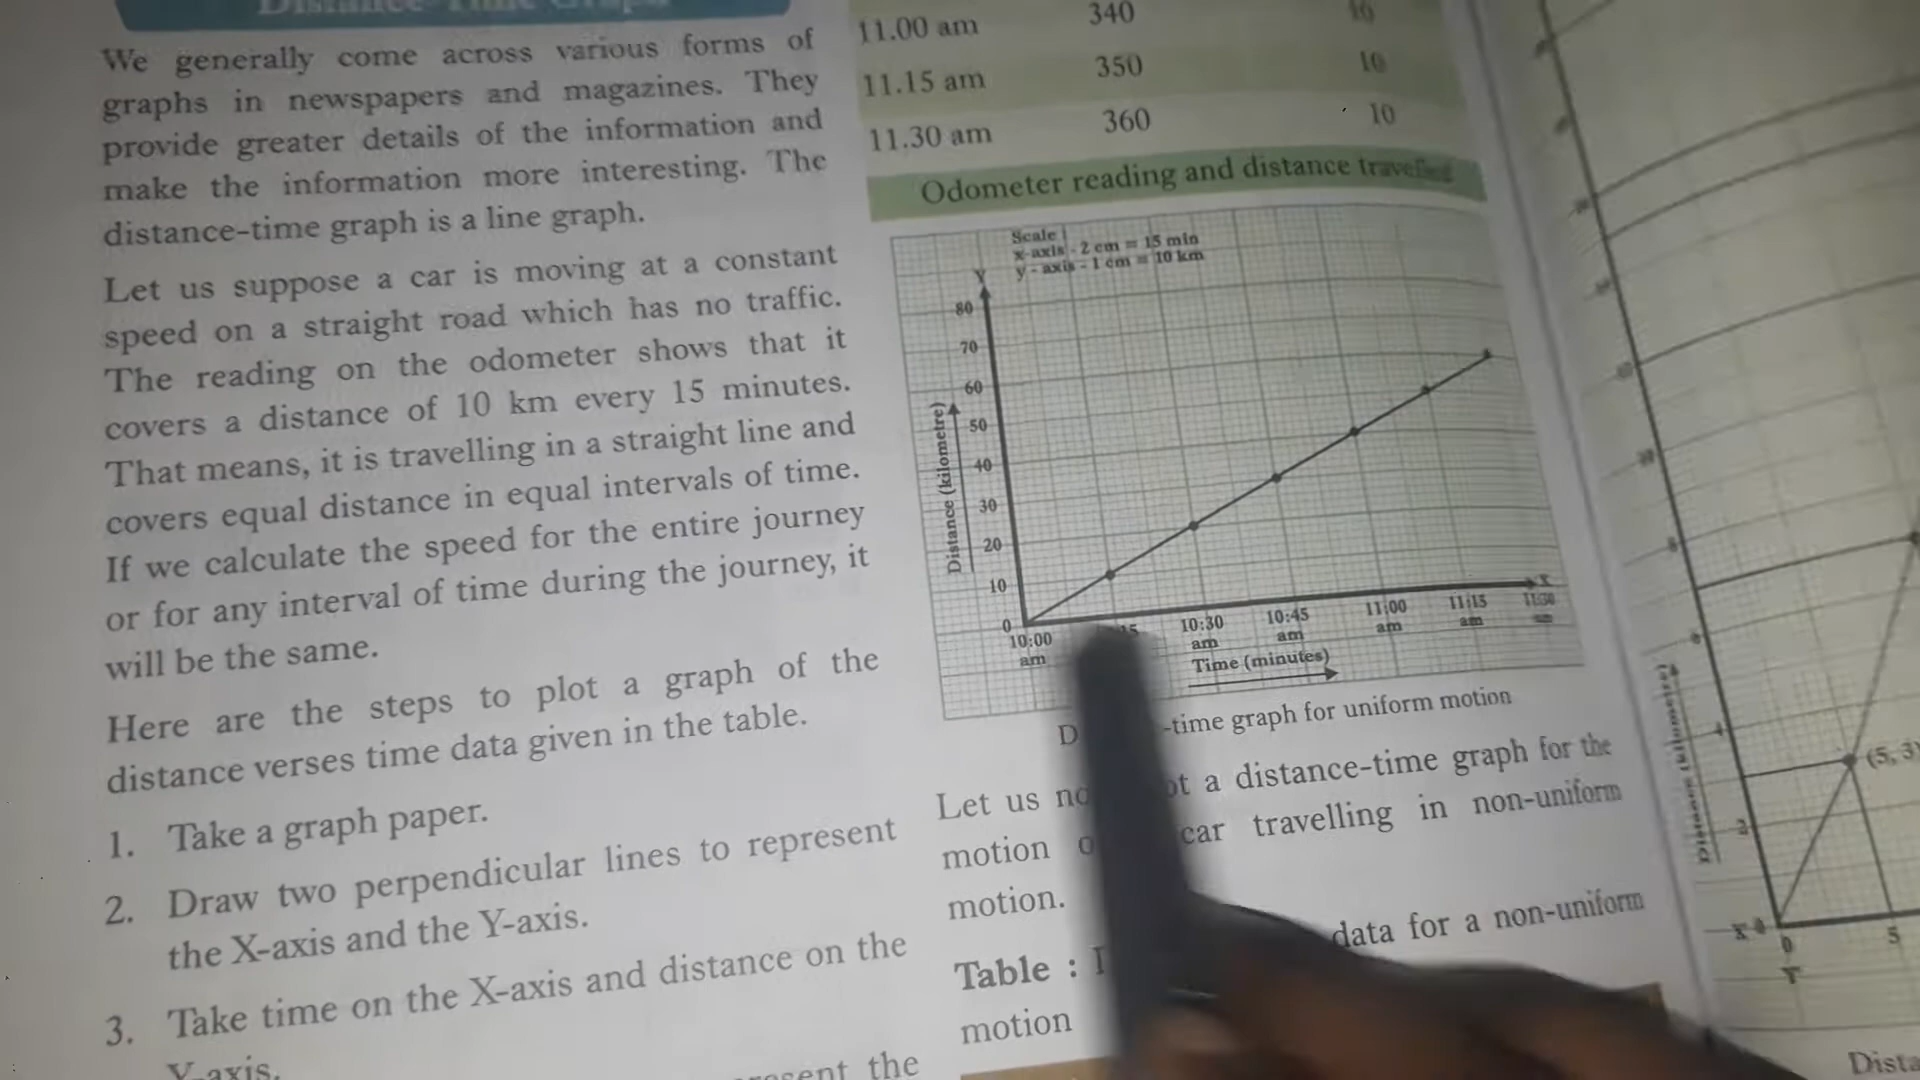 Distance-Time Graph
We generally come across various forms of
graphs in newspapers and magazines. They
provide greater details of the information and
make the information more interesting. The
distance-time graph is a line graph.
Let us suppose a car is moving at a constant
speed on a straight road which has no traffic.
The reading on the odometer shows that it
covers a distance of 10 km every 15 minutes.
That means, it is travelling in a straight line and
covers equal distance in equal intervals of time.
If we calculate the speed for the entire journey
or for any interval of time during the journey, it
will be the same.
Here are the steps to plot a graph of the
distance verses time data given in the table.
1. Take a graph paper.
2. Draw two perpendicular lines to represent
the X-axis and the Y-axis.
3. Take time on the X-axis and distance on the
Y-axis.
the
11.00 am 340 10
11.15 am 350 10
11.30 am 360 10
Odometer reading and distance travelled
Scale
x-axis - 2 cm = 15 min
y - axis - 1 cm = 10 km
Y
80
70
60
50
40
30
20
10
0
Distance (kilometre)
X
10:00 10:30 10:45 11:00 11:15 11:30
am am am am am am
Time (minutes)
-time graph for uniform motion
Let us a distance-time graph for the
motion car travelling in non-uniform
motion.
Table : data for a non-uniform
motion
(5, 3)
4
2
X
0 5
Y